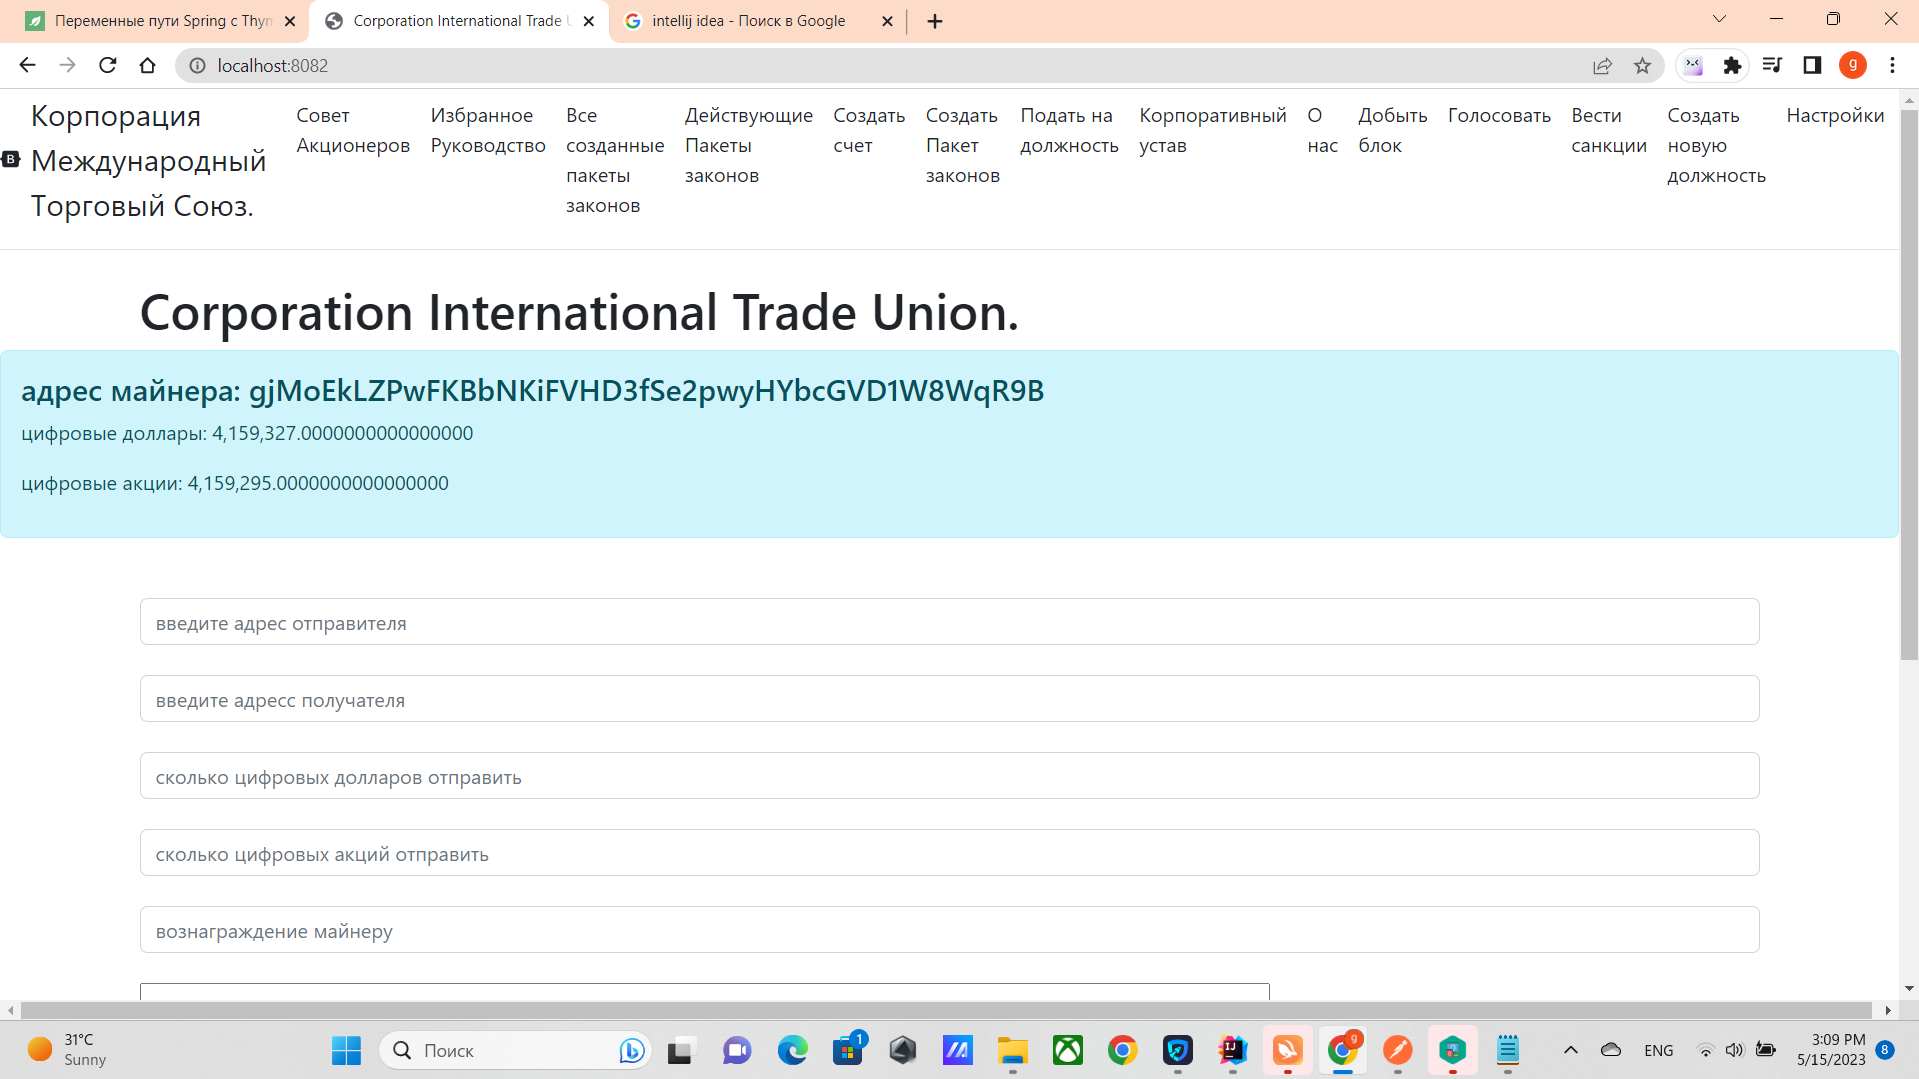 Переменные пути Spring с Thym
Corporation International Trade U
intellij idea - Поиск в Google
localhost:8082
g
Корпорация
Международный
Торговый Союз.
B
Совет
Акционеров
Избранное
Руководство
Все
созданные
пакеты
законов
Действующие
Пакеты
законов
Создать
счет
Создать
Пакет
законов
Подать на
должность
Корпоративный
устав
О
нас
Добыть
блок
Голосовать
Вести
санкции
Создать
новую
должность
Настройки
Corporation International Trade Union.
адрес майнера: gjMoEkLZPwFKBbNKiFVHD3fSe2pwyHYbcGVD1W8WqR9B
цифровые доллары: 4,159,327.0000000000000000
цифровые акции: 4,159,295.0000000000000000
введите адрес отправителя
введите адресс получателя
сколько цифровых долларов отправить
сколько цифровых акций отправить
вознаграждение майнеру
31°C
Sunny
Поиск
1
IJ
g
ENG
3:09 PM
5/15/2023
8